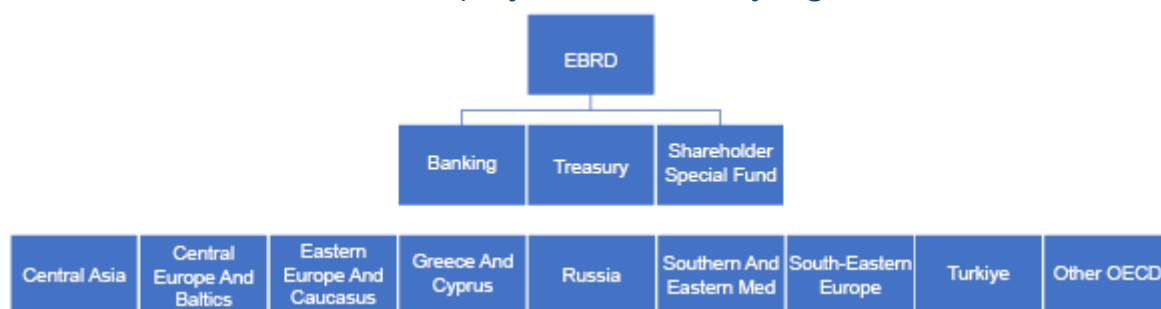 EBRD
Banking
Treasury
Shareholder
Special Fund
Central Asia
Central
Europe And
Baltics
Eastern
Europe And
Caucasus
Greece And
Cyprus
Russia
Southern And
Eastern Med
South-Eastern
Europe
Turkiye
Other OECD